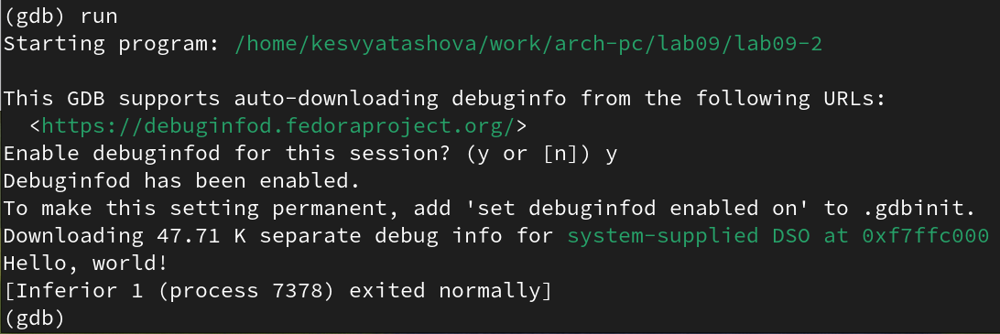 (gdb) run
Starting program: /home/kesvyatashova/work/arch-pc/lab09/lab09-2
This GDB supports auto-downloading debuginfo from the following URLs:
  <https://debuginfod.fedoraproject.org/>
Enable debuginfod for this session? (y or [n]) y
Debuginfod has been enabled.
To make this setting permanent, add 'set debuginfod enabled on' to .gdbinit.
Downloading 47.71 K separate debug info for system-supplied DSO at 0xf7ffc000
Hello, world!
[Inferior 1 (process 7378) exited normally]
(gdb)